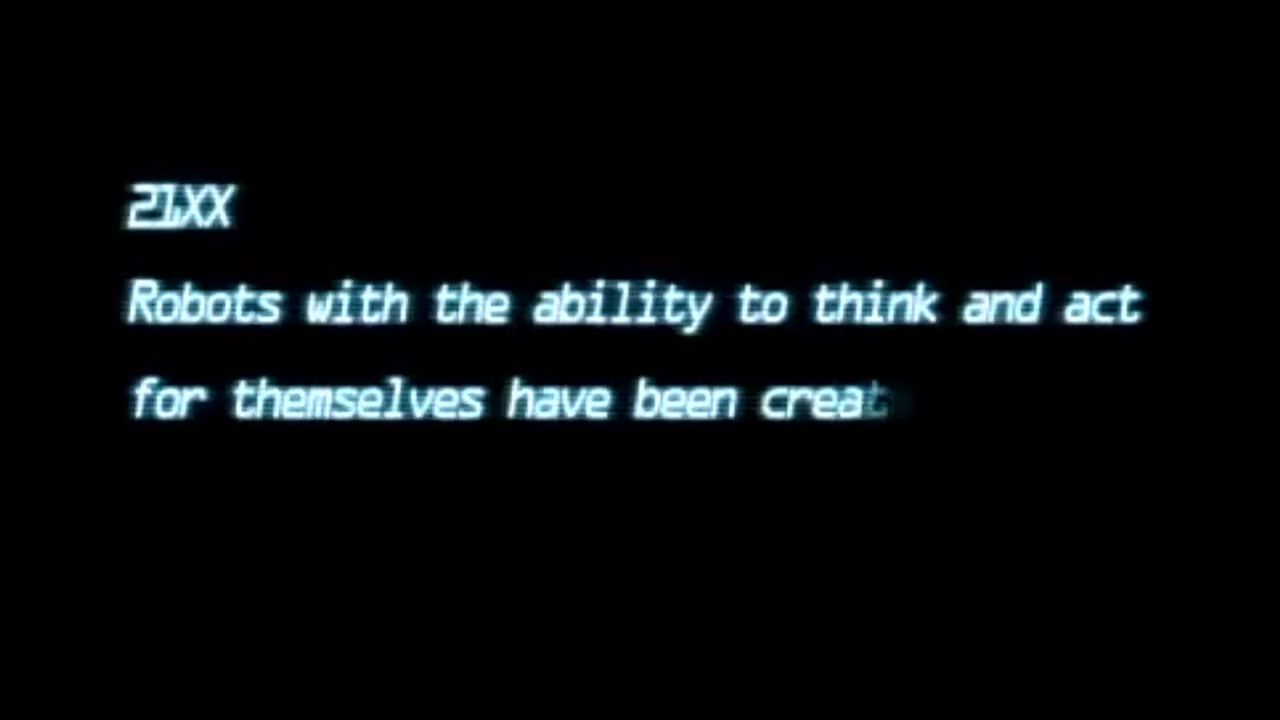 21XX
Robots with the ability to think and act
for themselves have been creat